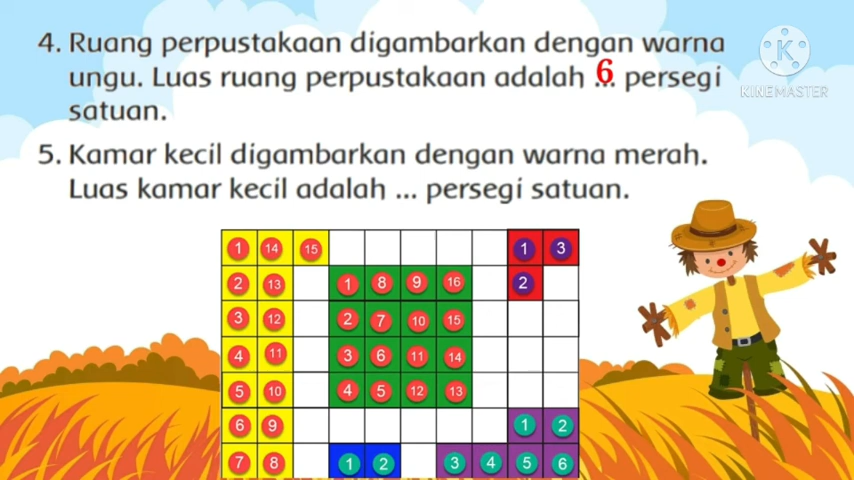 4. Ruang perpustakaan digambarkan dengan warna
ungu. Luas ruang perpustakaan adalah ... 6 persegi
satuan.
5. Kamar kecil digambarkan dengan warna merah.
Luas kamar kecil adalah ... persegi satuan.
K
KINEMASTER
1 14 15 1 3
2 13 1 8 9 16 2
3 12 2 7 10 15
4 11 3 6 11 14
5 10 4 5 12 13
6 9 1 2
7 8 1 2 3 4 5 6